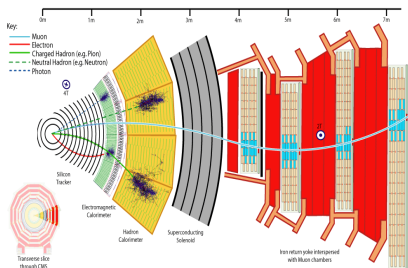 0m 1m 2m 3m 4m 5m 6m 7m
Key:
Muon
Electron
Charged Hadron (e.g. Pion)
Neutral Hadron (e.g. Neutron)
Photon
4T
2T
Silicon
Tracker
Electromagnetic
Calorimeter
Hadron
Calorimeter
Superconducting
Solenoid
Iron return yoke interspersed
with Muon chambers
Transverse slice
through CMS